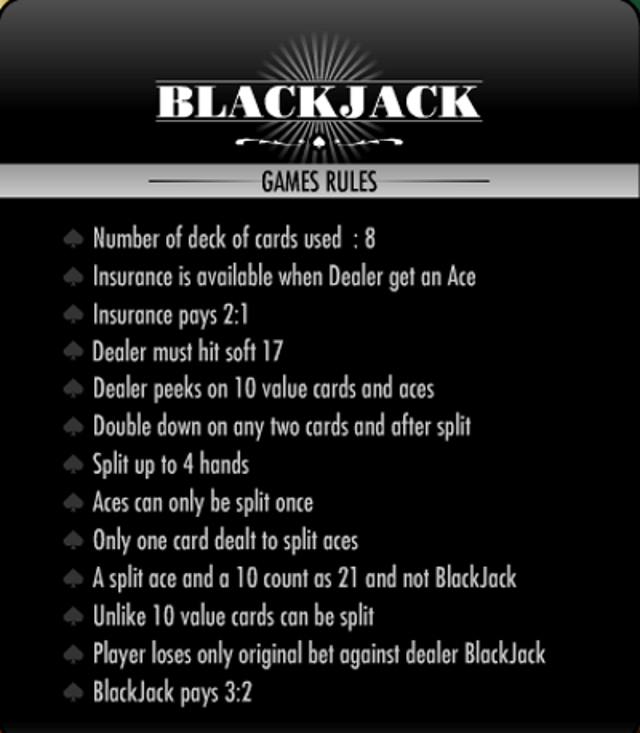 BLACKJACK
GAMES RULES
Number of deck of cards used : 8
Insurance is available when Dealer get an Ace
Insurance pays 2:1
Dealer must hit soft 17
Dealer peeks on 10 value cards and aces
Double down on any two cards and after split
Split up to 4 hands
Aces can only be split once
Only one card dealt to split aces
A split ace and a 10 count as 21 and not BlackJack
Unlike 10 value cards can be split
Player loses only original bet against dealer BlackJack
BlackJack pays 3:2